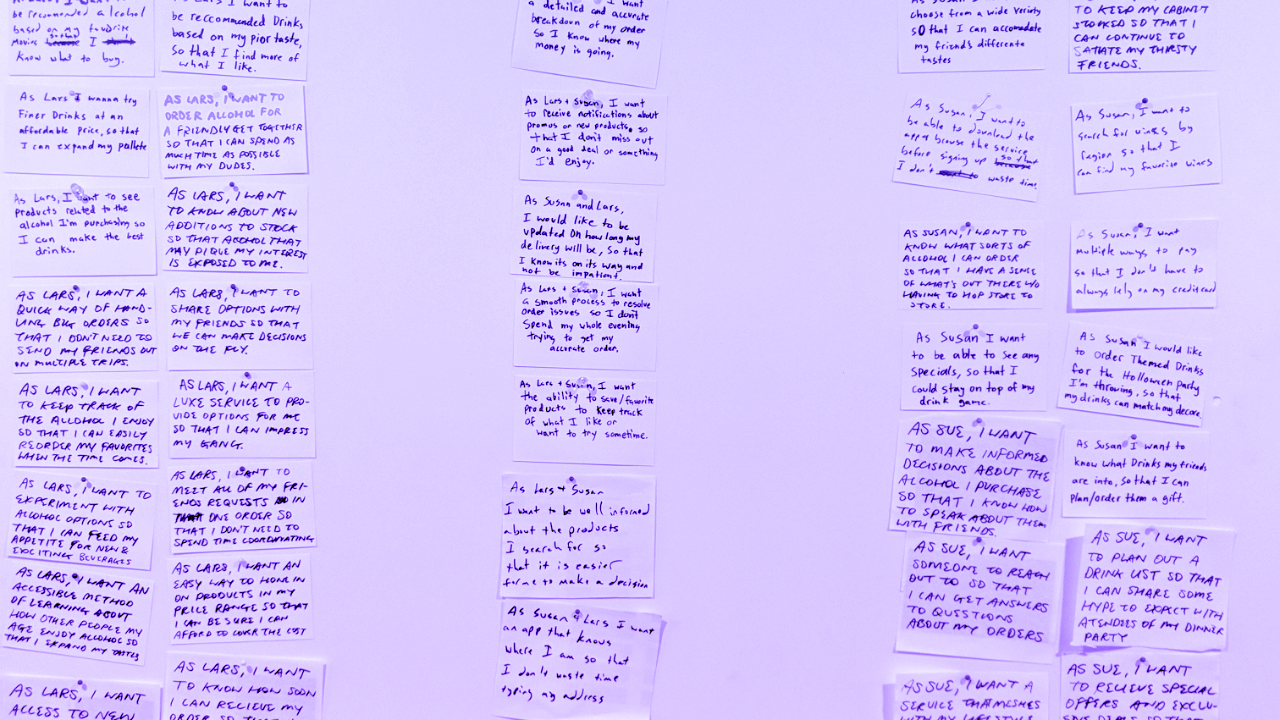 be recommended alcohol
based on my favorite
movies so that I
know what to buy.
As Lars I want to
be reccommended Drinks
based on my pior taste,
so that I find more of
what I like.
As Lars I wanna try
Finer Drinks at an
affordable price, so that
I can expand my pallete
AS LARS, I WANT TO
ORDER ALCOHOL FOR
A FRIENDLY GET TOGETHER
SO THAT I CAN SPEND AS
MUCH TIME AS POSSIBLE
WITH MY DUDES.
As Lars, I want to see
products related to the
alcohol I'm purchasing so
I can make the best
drinks.
AS LARS, I WANT
TO KNOW ABOUT NEW
ADDITIONS TO STOCK
SO THAT ALCOHOL THAT
MAY PIQUE MY INTEREST
IS EXPOSED TO ME.
AS LARS, I WANT A
QUICK WAY OF HAND-
LING BIG ORDERS SO
THAT I DON'T NEED TO
SEND MY FRIENDS OUT
ON MULTIPLE TRIPS.
AS LARS, I WANT TO
SHARE OPTIONS WITH
MY FRIENDS SO THAT
WE CAN MAKE DECISIONS
ON THE FLY.
AS LARS, I WANT
TO KEEP TRACK OF
THE ALCOHOL I ENJOY
SO THAT I CAN EASILY
REORDER MY FAVORITES
WHEN THE TIME COMES.
AS LARS, I WANT A
LUXE SERVICE TO PRO-
VIDE OPTIONS FOR ME
SO THAT I CAN IMPRESS
MY GANG.
AS LARS, I WANT TO
EXPERIMENT WITH
ALCOHOL OPTIONS SO
THAT I CAN FEED MY
APPETITE FOR NEW &
EXCITING BEVERAGES
AS LARS, I WANT TO
MEET ALL OF MY FRI-
ENDS REQUESTS IN
THAT ONE ORDER SO
THAT I DON'T NEED TO
SPEND TIME COORDINATING
AS LARS, I WANT AN
ACCESSIBLE METHOD
OF LEARNING ABOUT
HOW OTHER PEOPLE MY
AGE ENJOY ALCOHOL SO
THAT I EXPAND MY TASTES
AS LARS, I WANT AN
EASY WAY TO HONE IN
ON PRODUCTS IN MY
PRICE RANGE SO THAT
I CAN BE SURE I CAN
AFFORD TO COVER THE COST
AS LARS, I WANT
ACCESS TO NEW
AS LARS, I WANT
TO KNOW HOW SOON
I CAN RECIEVE MY
ORDER SO THAT I
I want
a detailed and accurate
breakdown of my order
so I know where my
money is going.
As Lars + Susan, I want
to receive notifications about
promos or new products, so
that I don't miss out
on a good deal or something
I'd enjoy.
As Susan and Lars,
I would like to be
updated on how long my
delivery will be, so that
I know its on its way and
not be impatient.
As Lars + Susan, I want
a smooth process to resolve
order issues so I don't
spend my whole evening
trying to get my
accurate order.
As Lars + Susan, I want
the ability to save/favorite
products to keep track
of what I like or
want to try sometime.
As Lars + Susan
I want to be well informed
about the products
I search for so
that it is easier
for me to make a decision
As Susan & Lars I want
an app that knows
where I am so that
I don't waste time
typing my address
As Susan I want to
choose from a wide variety
so that I can accomadate
my friends differente
tastes
TO KEEP MY CABINET
STOCKED SO THAT I
CAN CONTINUE TO
SATIATE MY THIRSTY
FRIENDS.
As Susan, I want to
be able to download the
app & browse the service
before signing up so that
I don't waste time.
As Susan, I want to
search for wines by
region so that I
can find my favorite wines
AS SUSAN, I WANT TO
KNOW WHAT SORTS OF
ALCOHOL I CAN ORDER
SO THAT I HAVE A SENSE
OF WHAT'S OUT THERE W/O
HAVING TO HOP STORE TO
STORE.
As Susan, I want
multiple ways to pay
so that I don't have to
always rely on my credit card
As Susan I want
to be able to see any
specials, so that I
could stay on top of my
drink game.
As Susan I would like
to order Themed Drinks
for the Holloween party
I'm throwing, so that
my drinks can match my decore.
AS SUE, I WANT
TO MAKE INFORMED
DECISIONS ABOUT THE
ALCOHOL I PURCHASE
SO THAT I KNOW HOW
TO SPEAK ABOUT THEM
WITH FRIENDS.
As Susan I want to
know what Drinks my friends
are into, so that I can
plan/order them a gift.
AS SUE, I WANT
SOMEONE TO REACH
OUT TO SO THAT
I CAN GET ANSWERS
TO QUESTIONS
ABOUT MY ORDERS
AS SUE, I WANT
TO PLAN OUT A
DRINK LIST SO THAT
I CAN SHARE SOME
HYPE TO EXPECT WITH
ATENDEES OF MY DINNER
PARTY
AS SUE, I WANT A
SERVICE THAT MESHES
WITH MY LIFESTYLE
AS SUE, I WANT
TO RECIEVE SPECIAL
OFFERS AND EXCLU-
SIVE DEALS SO THAT